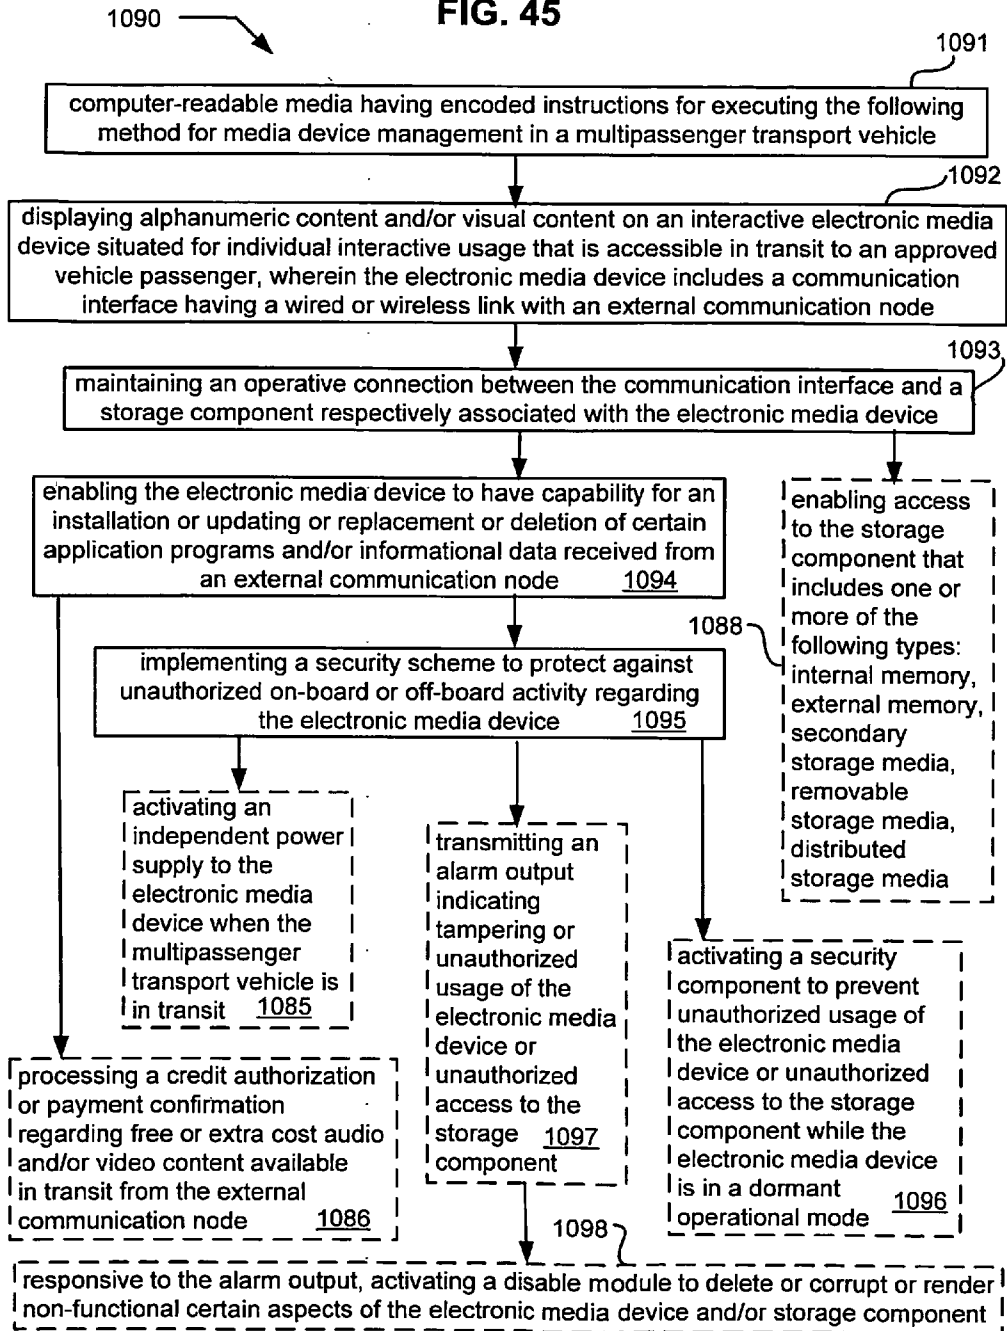 FIG. 45
1090
1091
computer-readable media having encoded instructions for executing the following
method for media device management in a multipassenger transport vehicle
1092
displaying alphanumeric content and/or visual content on an interactive electronic media
device situated for individual interactive usage that is accessible in transit to an approved
vehicle passenger, wherein the electronic media device includes a communication
interface having a wired or wireless link with an external communication node
1093
maintaining an operative connection between the communication interface and a
storage component respectively associated with the electronic media device
enabling the electronic media device to have capability for an
installation or updating or replacement or deletion of certain
application programs and/or informational data received from
an external communication node 1094
enabling access
to the storage
component that
includes one or
more of the
following types:
internal memory,
external memory,
secondary
storage media,
removable
storage media,
distributed
storage media
1088
implementing a security scheme to protect against
unauthorized on-board or off-board activity regarding
the electronic media device 1095
activating an
independent power
supply to the
electronic media
device when the
multipassenger
transport vehicle is
in transit 1085
transmitting an
alarm output
indicating
tampering or
unauthorized
usage of the
electronic media
device or
unauthorized
access to the
storage 1097
component
activating a security
component to prevent
unauthorized usage of
the electronic media
device or unauthorized
access to the storage
component while the
electronic media device
is in a dormant
operational mode 1096
processing a credit authorization
or payment confirmation
regarding free or extra cost audio
and/or video content available
in transit from the external
communication node 1086
1098
responsive to the alarm output, activating a disable module to delete or corrupt or render
non-functional certain aspects of the electronic media device and/or storage component